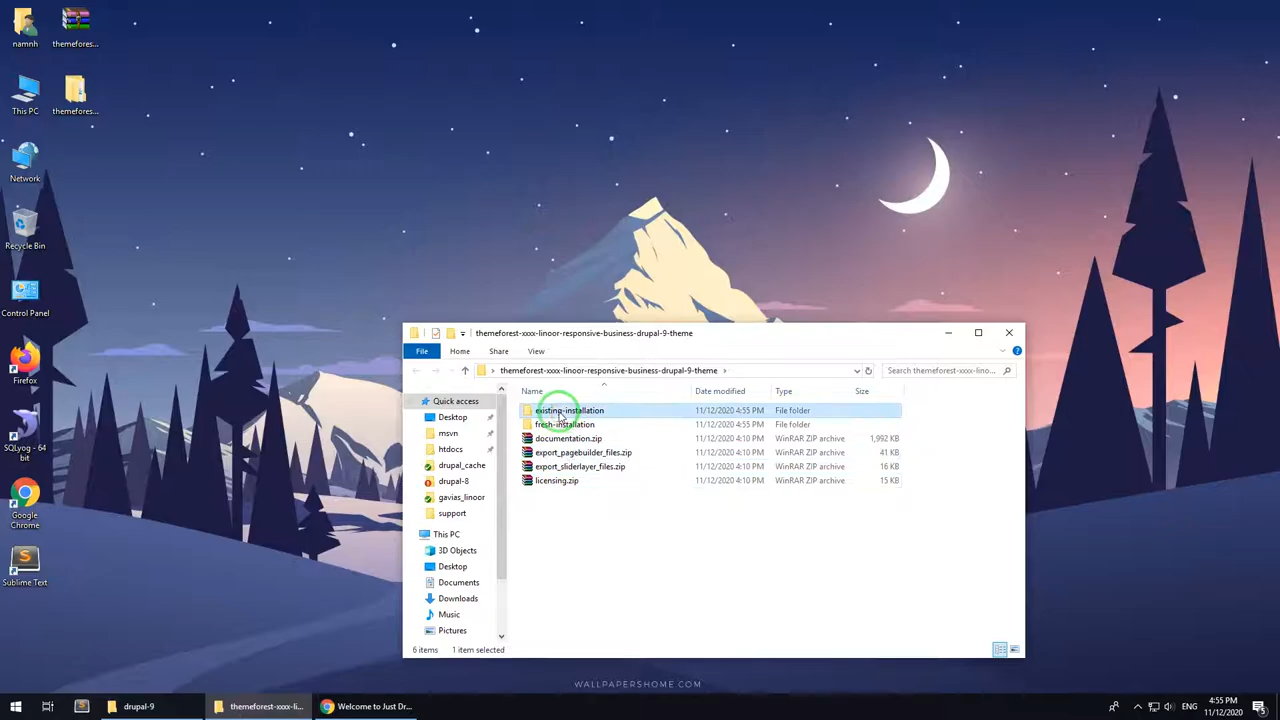 namnh
themefores...
This PC
themefores...
Network
Recycle Bin
Control Panel
Firefox
SQLyog - 64
bit
Google
Chrome
Sublime Text
themeforest-xxxx-linoor-responsive-business-drupal-9-theme
File
Home
Share
View
themeforest-xxxx-linoor-responsive-business-drupal-9-theme
Search themeforest-xxxx-lino...
Name
Date modified
Type
Size
Quick access
Desktop
msvn
htdocs
drupal_cache
drupal-8
gavias_linoor
support
This PC
3D Objects
Desktop
Documents
Downloads
Music
Pictures
existing-installation 11/12/2020 4:55 PM File folder
fresh-installation 11/12/2020 4:55 PM File folder
documentation.zip 11/12/2020 4:10 PM WinRAR ZIP archive 1,992 KB
export_pagebuilder_files.zip 11/12/2020 4:10 PM WinRAR ZIP archive 41 KB
export_sliderlayer_files.zip 11/12/2020 4:10 PM WinRAR ZIP archive 16 KB
licensing.zip 11/12/2020 4:10 PM WinRAR ZIP archive 15 KB
6 items 1 item selected
WALLPAPERSHOME.COM
drupal-9
themeforest-xxxx-li...
Welcome to Just Dr...
ENG
4:55 PM
11/12/2020
5